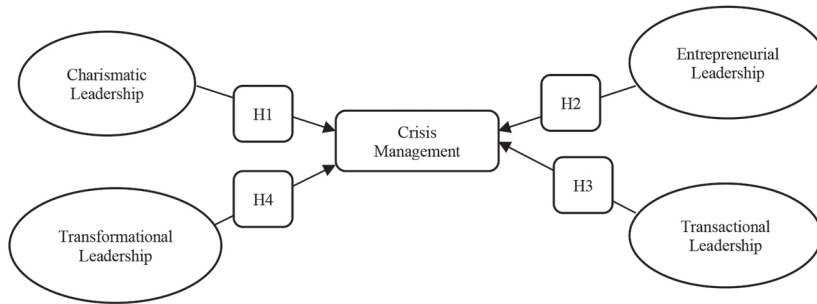 Charismatic
Leadership
H1
Crisis
Management
H2
Entrepreneurial
Leadership
Transformational
Leadership
H4
H3
Transactional
Leadership